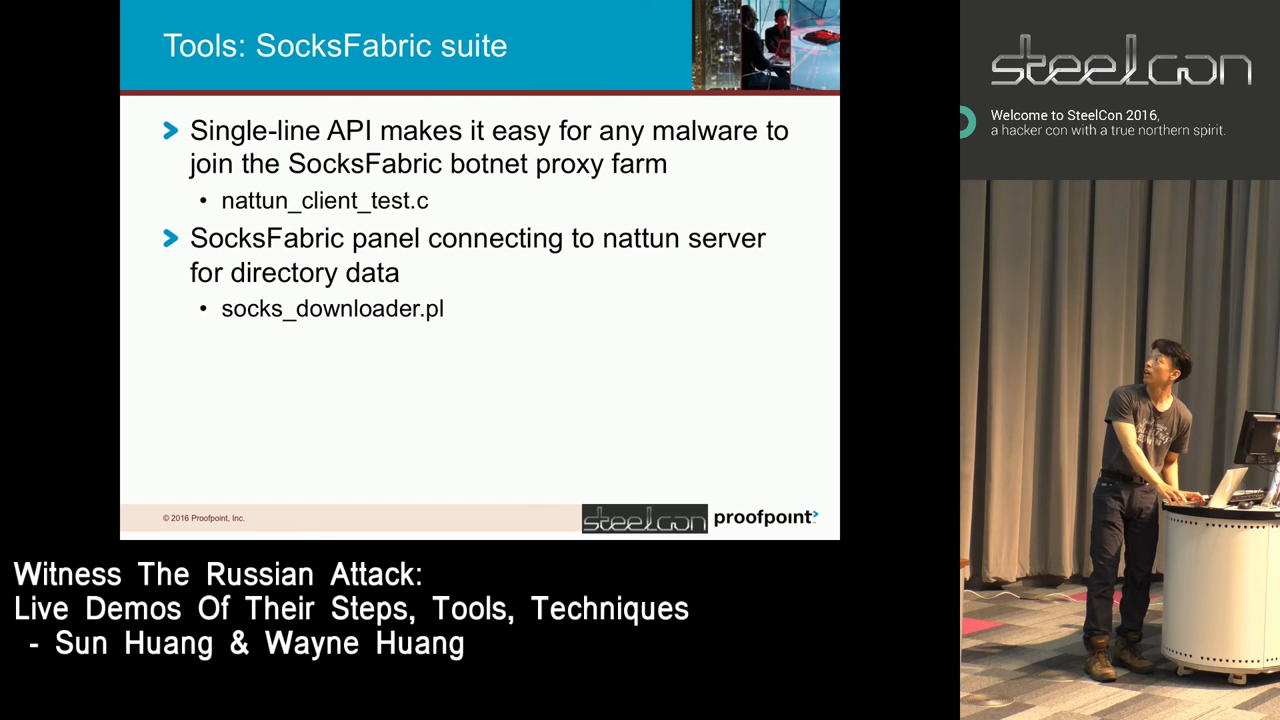 Tools: SocksFabric suite
Single-line API makes it easy for any malware to
join the SocksFabric botnet proxy farm
• nattun_client_test.c
SocksFabric panel connecting to nattun server
for directory data
• socks_downloader.pl
© 2016 Proofpoint, Inc.
steelcon
proofpoint
steelcon
Welcome to SteelCon 2016,
a hacker con with a true northern spirit.
Witness The Russian Attack:
Live Demos Of Their Steps, Tools, Techniques
- Sun Huang & Wayne Huang